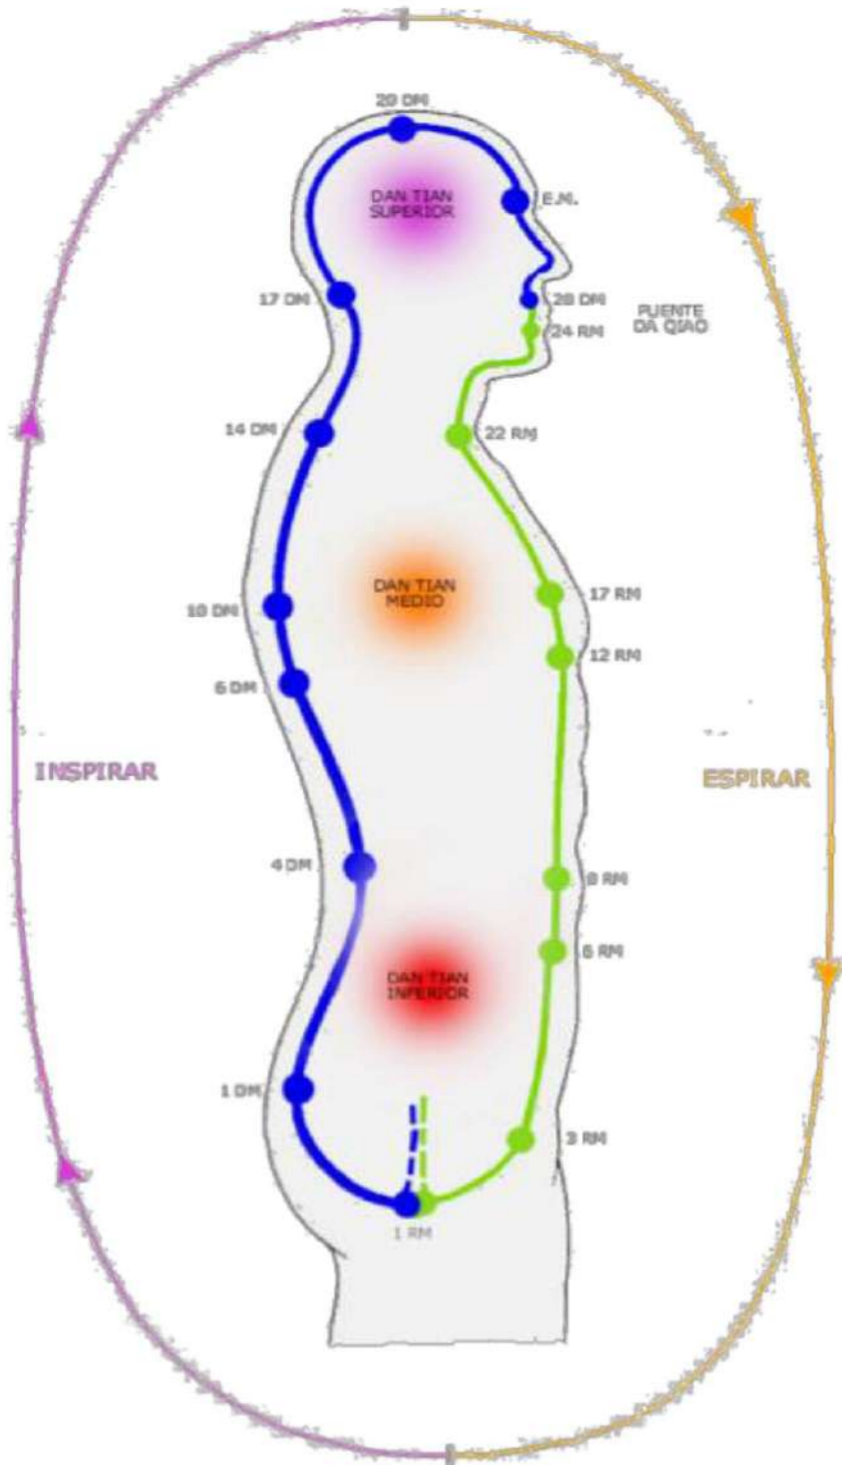 20 DM
DAN TIAN
SUPERIOR
E.M.
17 DM
28 DM
24 RM
PUENTE
DA QIAO
14 DM
22 RM
10 DM
DAN TIAN
MEDIO
17 RM
12 RM
6 DM
INSPIRAR
ESPIRAR
4 DM
8 RM
6 RM
DAN TIAN
INFERIOR
1 DM
3 RM
1 RM